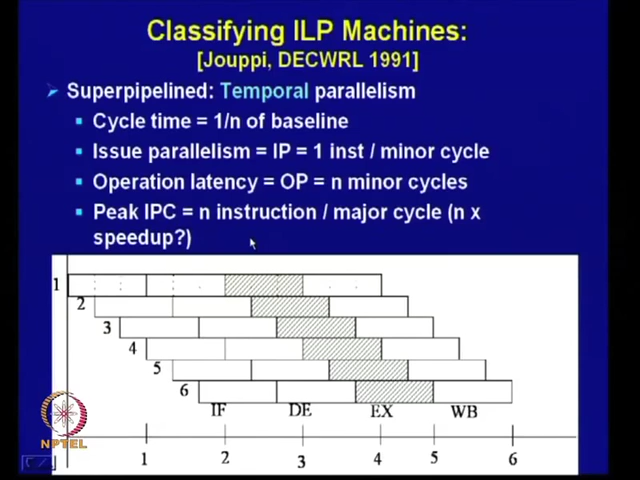 Classifying ILP Machines:
[Jouppi, DECWRL 1991]
Superpipelined: Temporal parallelism
Cycle time = 1/n of baseline
Issue parallelism = IP = 1 inst / minor cycle
Operation latency = OP = n minor cycles
Peak IPC = n instruction / major cycle (n x
speedup?)
1
2
3
4
5
6
IF DE EX WB
NPTEL
1 2 3 4 5 6